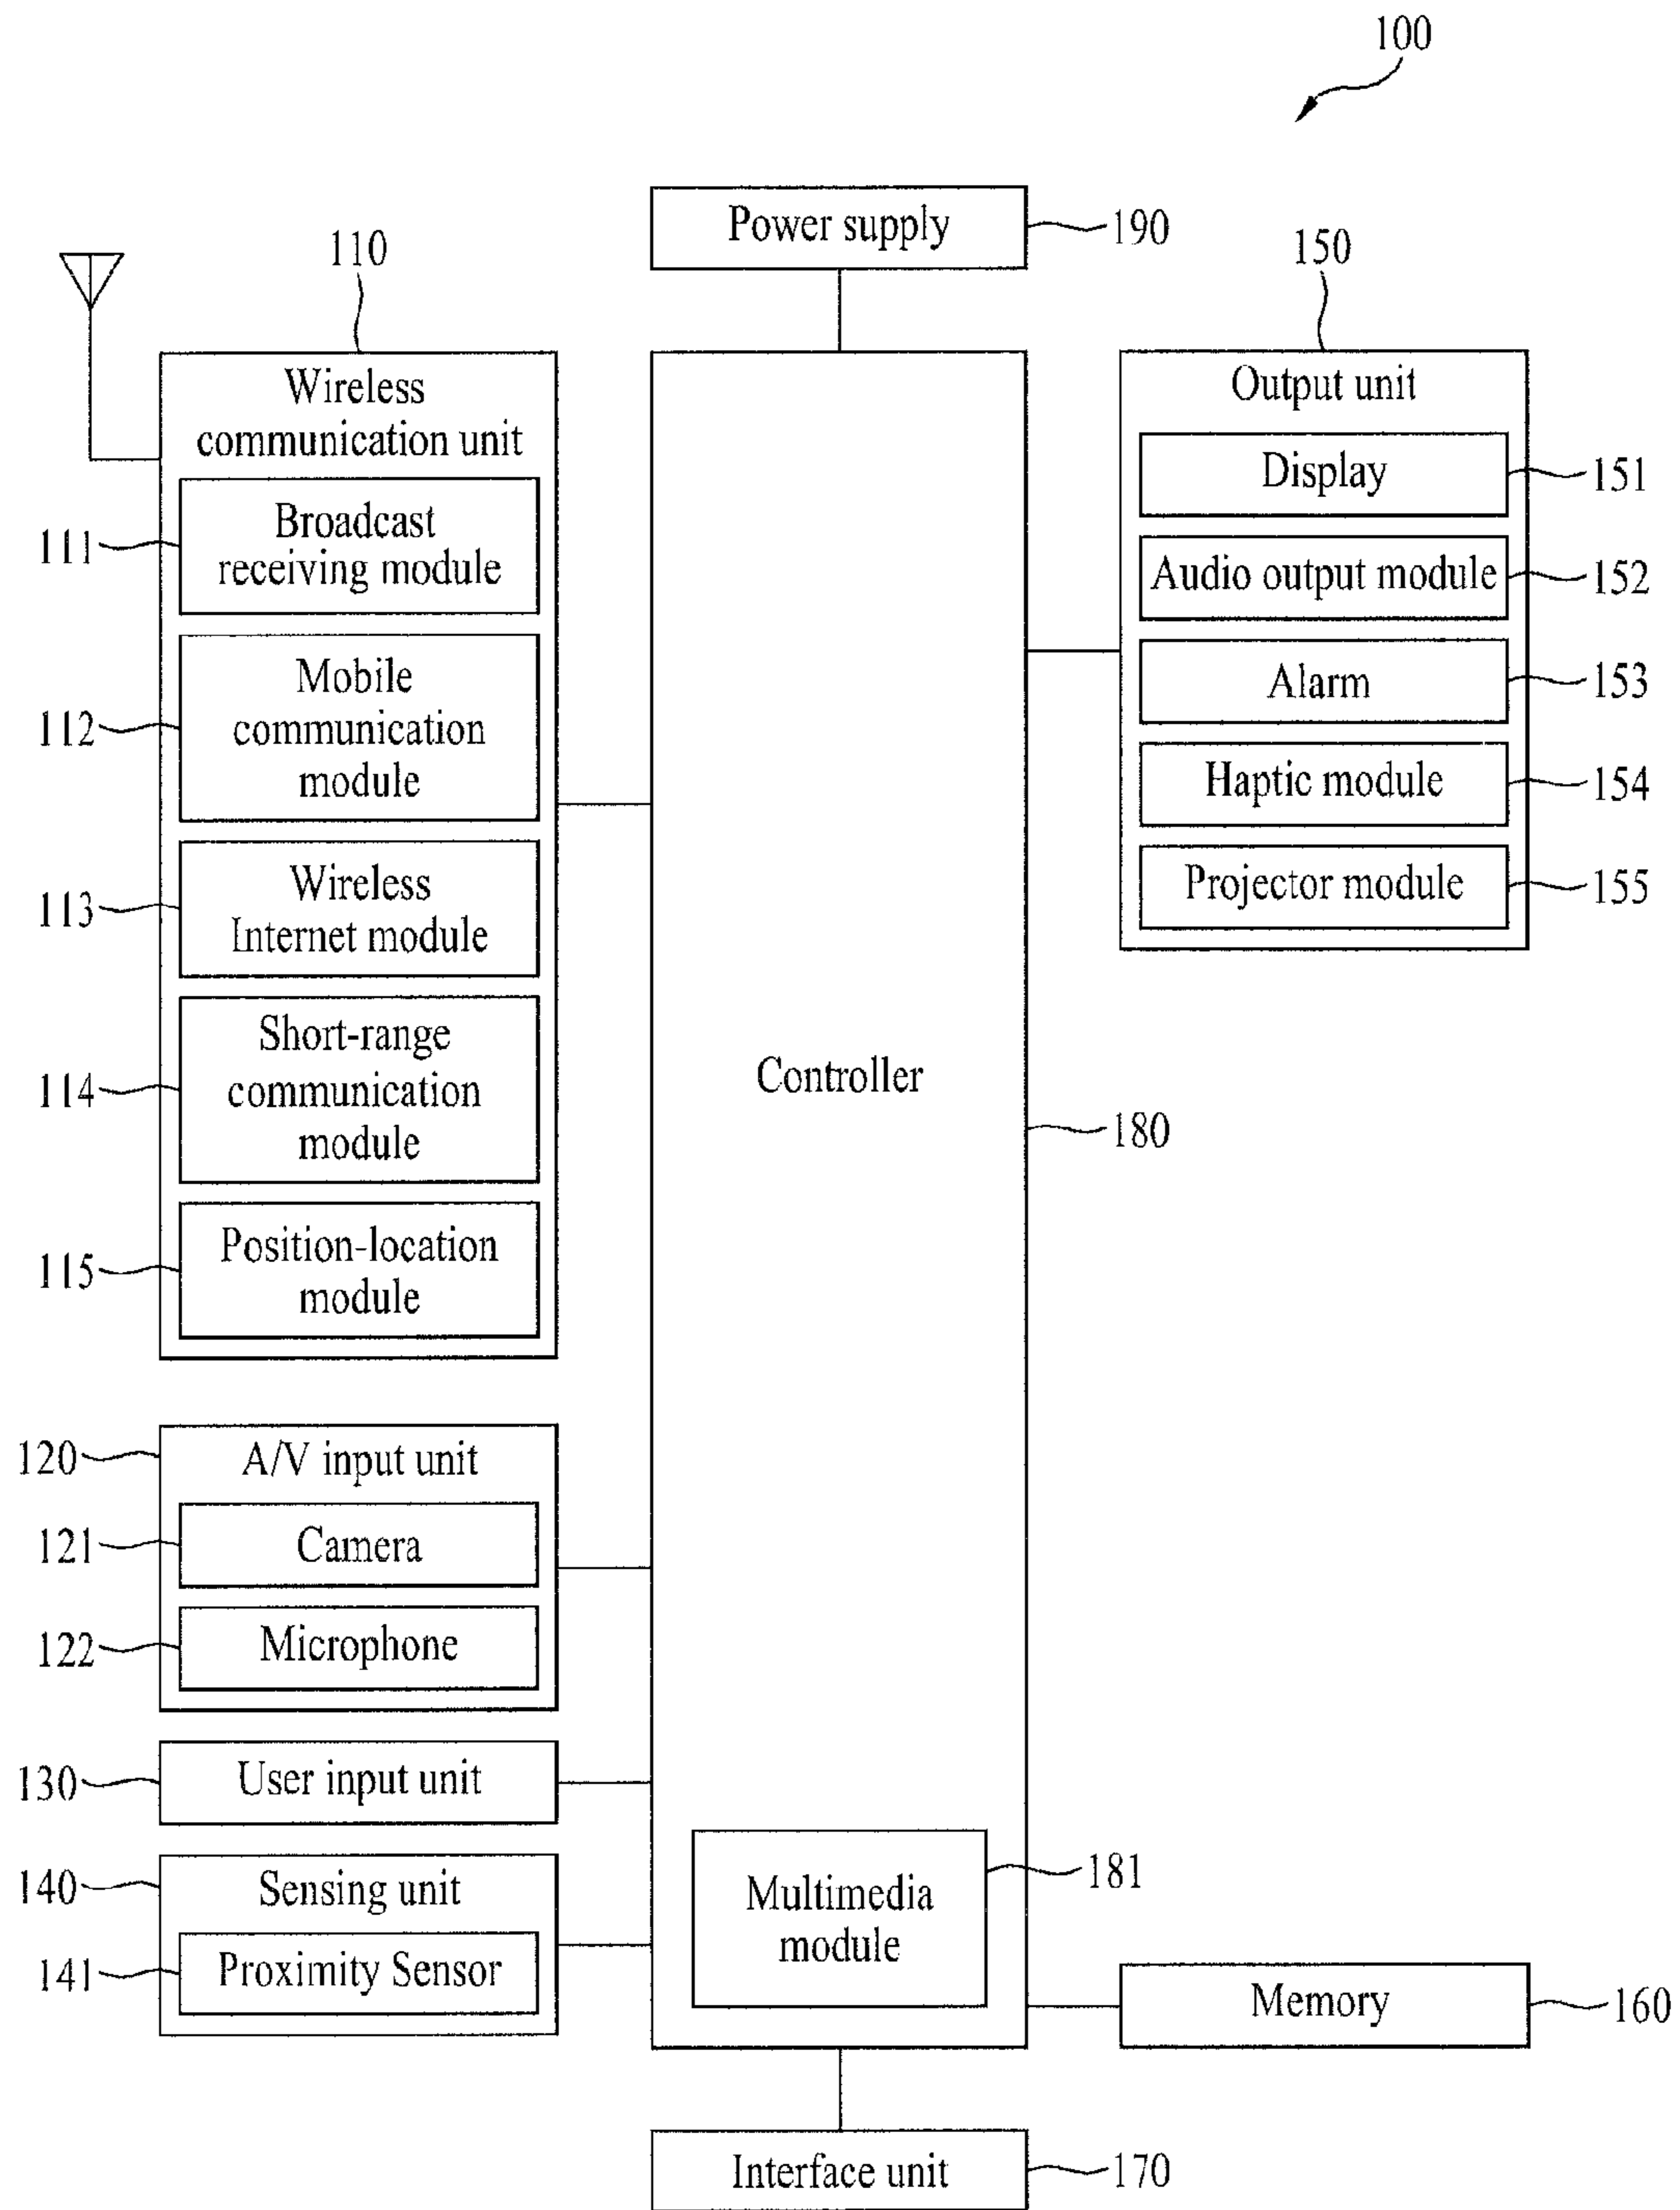 100
Power supply
190
110
Wireless
communication unit
Broadcast
receiving module
111
Mobile
communication
module
112
Wireless
Internet module
113
Short-range
communication
module
114
Position-location
module
115
A/V input unit
120
Camera
121
Microphone
122
User input unit
130
Sensing unit
140
Proximity Sensor
141
Controller
180
Multimedia
module
181
150
Output unit
Display
151
Audio output module
152
Alarm
153
Haptic module
154
Projector module
155
Memory
160
Interface unit
170